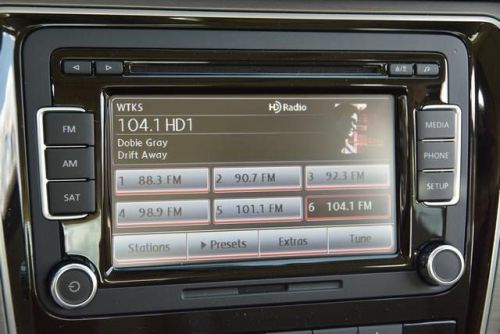 WTKS HD Radio
104.1 HD1
Dobie Gray
Drift Away
FM
AM
SAT
MEDIA
PHONE
SETUP
1 88.3 FM 2 90.7 FM 3 92.3 FM
4 98.9 FM 5 101.1 FM 6 104.1 FM
Stations Presets Extras Tune